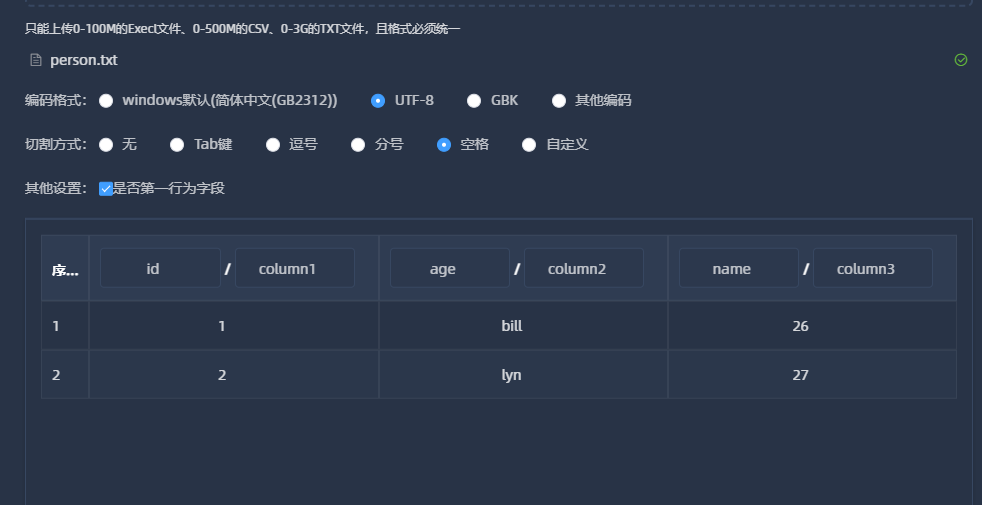 只能上传0-100M的Exect文件、0-500M的CSV、0-3G的TXT文件，且格式必须统一
person.txt
编码格式： windows默认(简体中文(GB2312)) UTF-8 GBK 其他编码
切割方式： 无 Tab键 逗号 分号 空格 自定义
其他设置： 是否第一行为字段
序... id / column1 age / column2 name / column3
1 1 bill 26
2 2 lyn 27